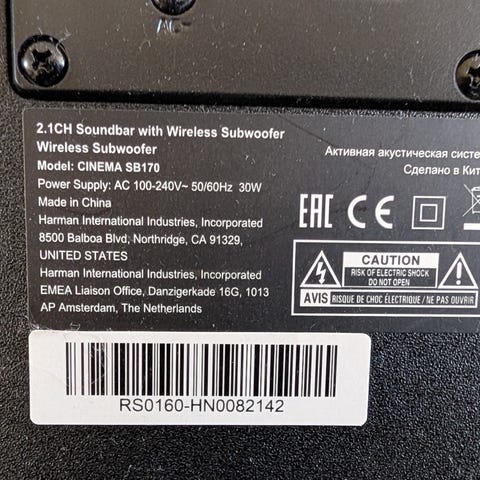 AC~
2.1CH Soundbar with Wireless Subwoofer
Wireless Subwoofer
Model: CINEMA SB170
Power Supply: AC 100-240V~ 50/60Hz 30W
Made in China
Harman International Industries, Incorporated
8500 Balboa Blvd, Northridge, CA 91329,
UNITED STATES
Harman International Industries, Incorporated
EMEA Liaison Office, Danzigerkade 16G, 1013
AP Amsterdam, The Netherlands
Активная акустическая
Сделано в
EAC CE
CAUTION
RISK OF ELECTRIC SHOCK
DO NOT OPEN
AVIS RISQUE DE CHOC ÉLECTRIQUE / NE PAS OUVRIR
RS0160-HN0082142